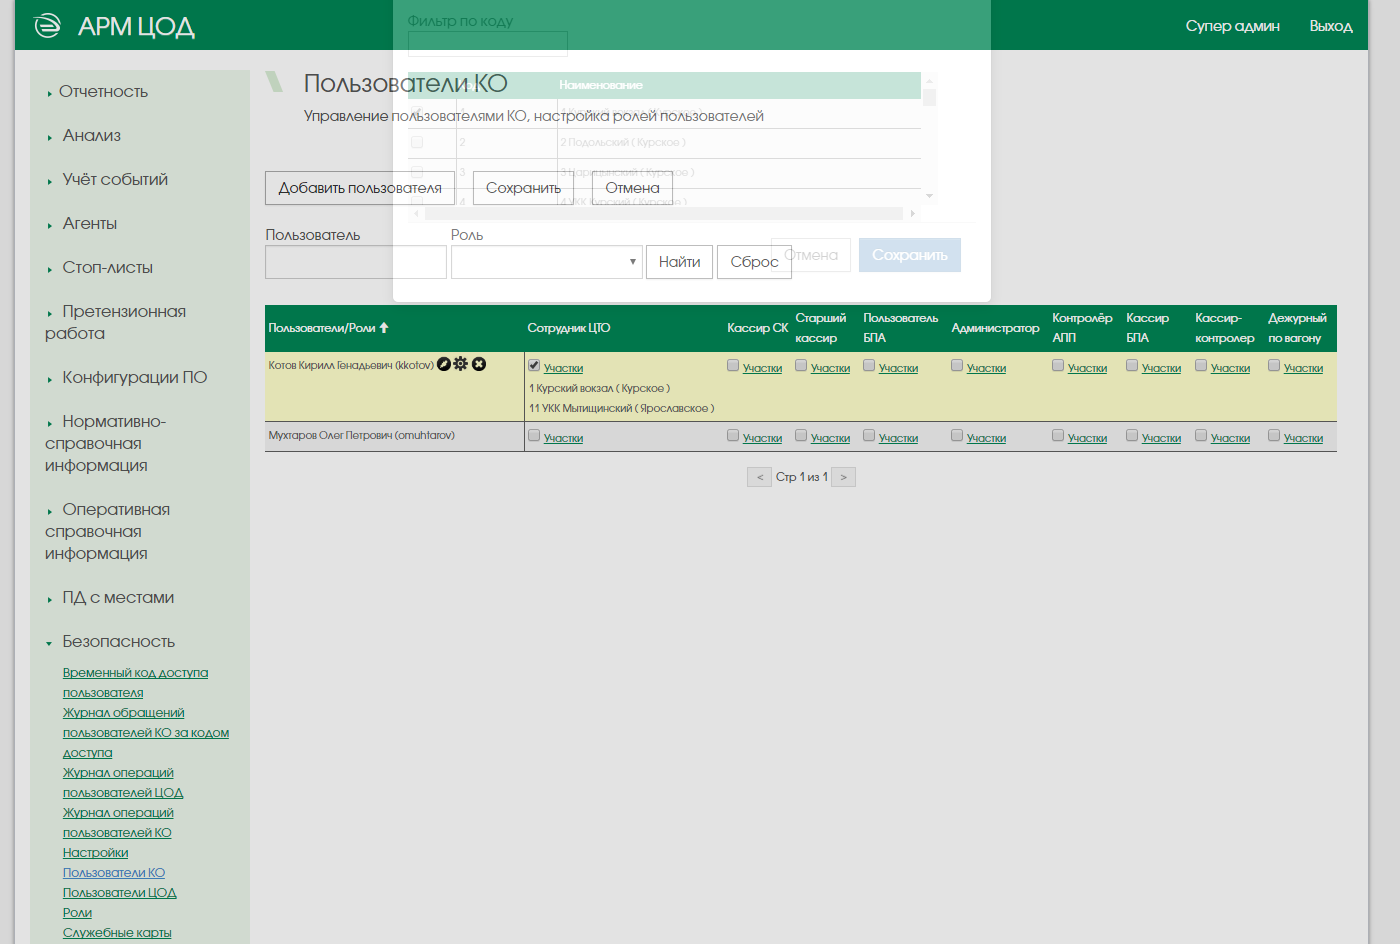 АРМ ЦОД
Супер админ
Выход
Отчетность
Анализ
Учёт событий
Агенты
Стоп-листы
Претензионная
работа
Конфигурации ПО
Нормативно-
справочная
информация
Оперативная
справочная
информация
ПД с местами
Безопасность
Временный код доступа
пользователя
Журнал обращений
пользователей КО за кодом
доступа
Журнал операций
пользователей ЦОД
Журнал операций
пользователей КО
Настройки
Пользователи КО
Пользователи ЦОД
Роли
Служебные карты
Пользователи КО
Управление пользователями КО, настройка ролей пользователей
Добавить пользователя
Сохранить
Отмена
Пользователь
Роль
Найти
Сброс
Фильтр по коду
Наименование
1 1 Курский вокзал ( Курское )
2 2 Подольский ( Курское )
3 3 Царицынский ( Курское )
4 4 УКК Курский ( Курское )
Отмена
Сохранить
Пользователи/Роли Сотрудник ЦТО Кассир СК Старший кассир Пользователь БПА Администратор Контролёр АПП Кассир БПА Кассир-контролер Дежурный по вагону
Котов Кирилл Генадьевич (kkotov) Участки Участки Участки Участки Участки Участки Участки Участки Участки
1 Курский вокзал ( Курское )
11 УКК Мытищинский ( Ярославское )
Мухтаров Олег Петрович (omuhtarov) Участки Участки Участки Участки Участки Участки Участки Участки Участки
< Стр 1 из 1 >